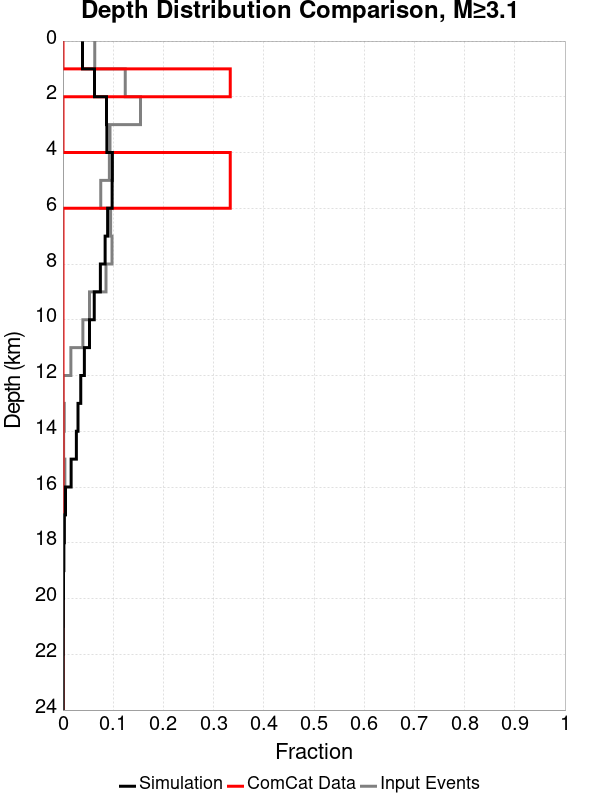 Depth Distribution Comparison, M≥3.1
0
2
4
6
8
10
12
14
16
18
20
22
24
Depth (km)
0 0.1 0.2 0.3 0.4 0.5 0.6 0.7 0.8 0.9 1
Fraction
Simulation ComCat Data Input Events